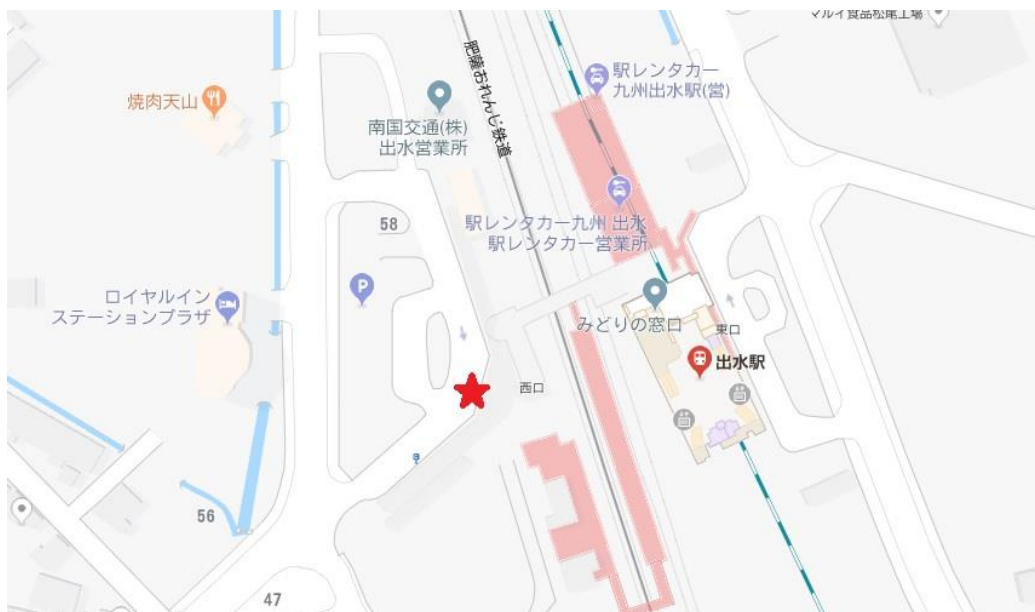 マルイ食品松尾工場
肥薩おれんじ鉄道
駅レンタカー
九州出水駅(営)
焼肉天山
南国交通(株)
出水営業所
駅レンタカー九州 出水
駅レンタカー営業所
58
P
ロイヤルイン
ステーションプラザ
みどりの窓口
東口
出水駅
西口
56
47